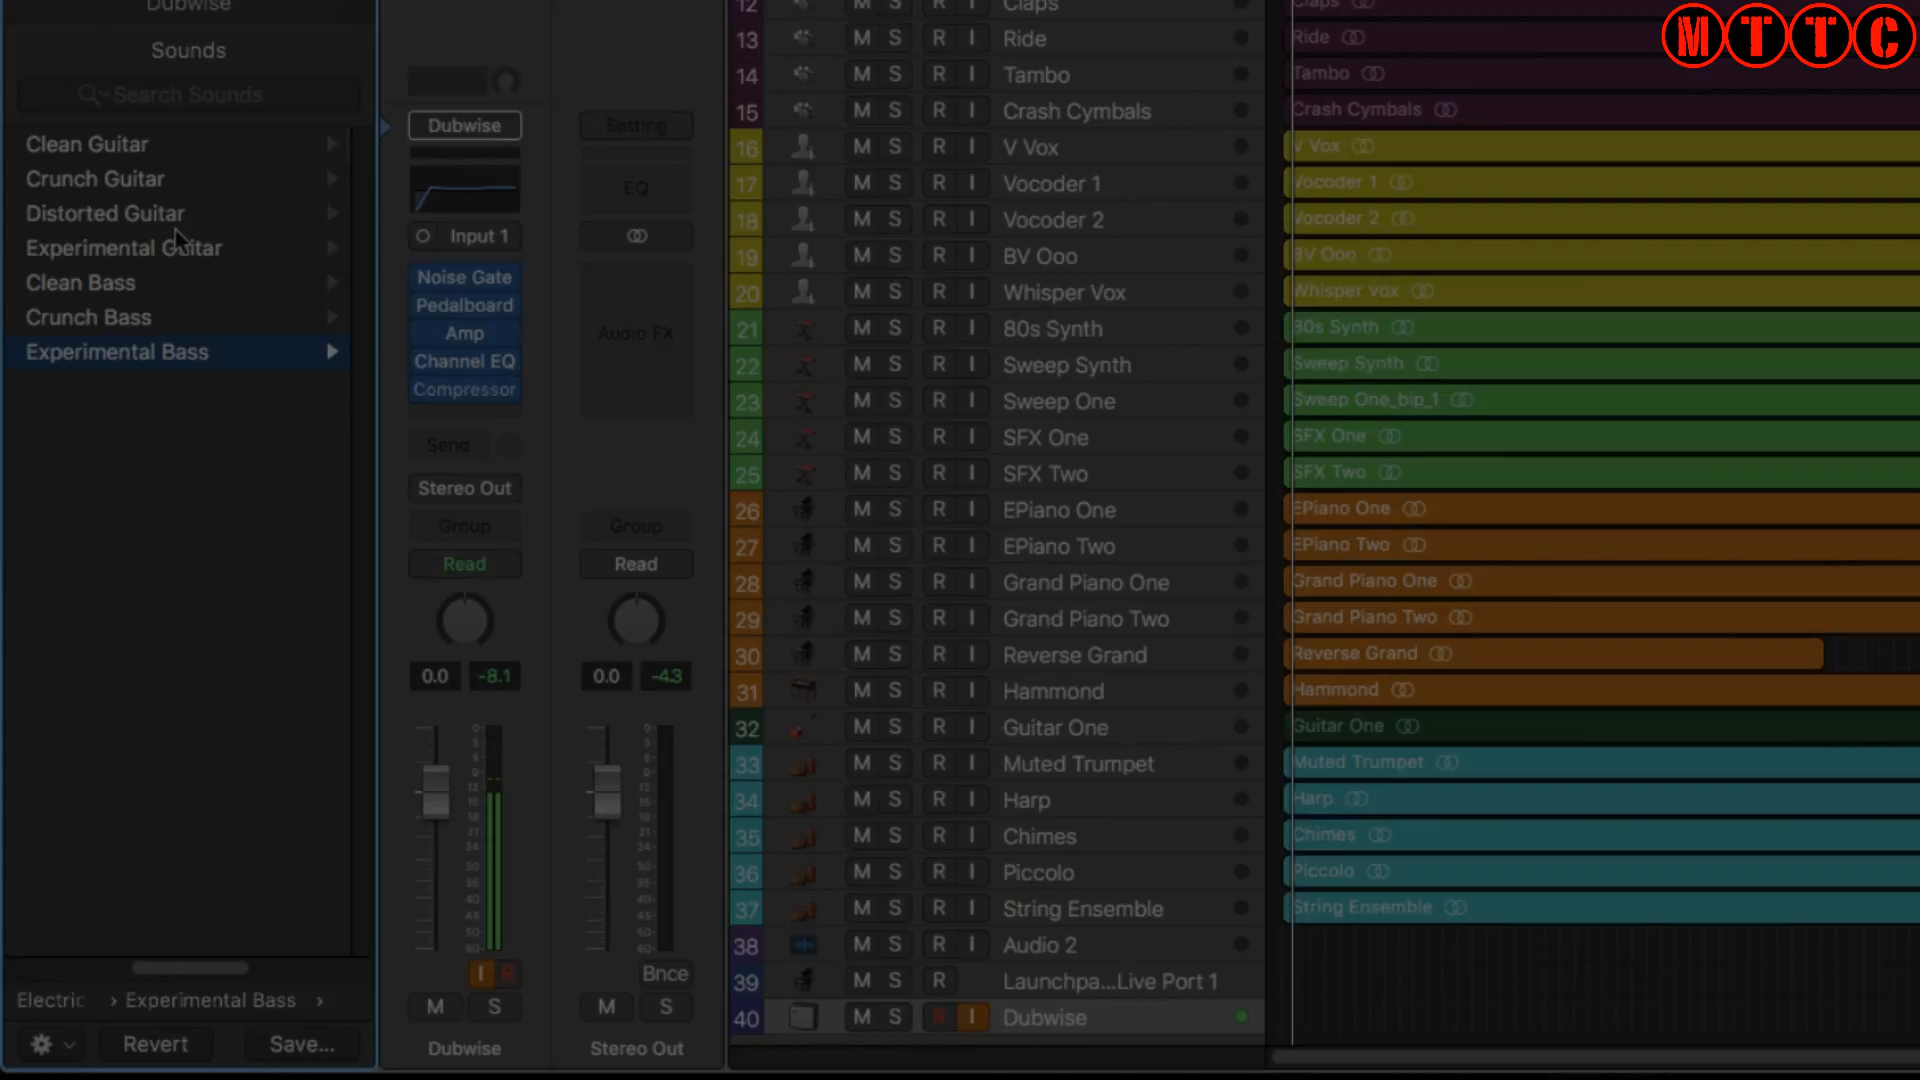 Dubwise
Sounds
Search Sounds
Clean Guitar
Crunch Guitar
Distorted Guitar
Experimental Guitar
Clean Bass
Crunch Bass
Experimental Bass
Electric > Experimental Bass >
Revert Save...
Dubwise
Input 1
Noise Gate
Pedalboard
Amp
Channel EQ
Compressor
Send
Stereo Out
Group
Read
0.0 -8.1
I R
M S
Dubwise
Setting
EQ
Audio FX
Group
Read
0.0 -4.3
Bnce
M S
Stereo Out
12 M S R I Claps
13 M S R I Ride
14 M S R I Tambo
15 M S R I Crash Cymbals
16 M S R I V Vox
17 M S R I Vocoder 1
18 M S R I Vocoder 2
19 M S R I BV Ooo
20 M S R I Whisper Vox
21 M S R I 80s Synth
22 M S R I Sweep Synth
23 M S R I Sweep One
24 M S R I SFX One
25 M S R I SFX Two
26 M S R I EPiano One
27 M S R I EPiano Two
28 M S R I Grand Piano One
29 M S R I Grand Piano Two
30 M S R I Reverse Grand
31 M S R I Hammond
32 M S R I Guitar One
33 M S R I Muted Trumpet
34 M S R I Harp
35 M S R I Chimes
36 M S R I Piccolo
37 M S R I String Ensemble
38 M S R I Audio 2
39 M S R Launchpa...Live Port 1
40 M S R I Dubwise
Claps
Ride
Tambo
Crash Cymbals
V Vox
Vocoder 1
Vocoder 2
BV Ooo
Whisper Vox
80s Synth
Sweep Synth
Sweep One_bip_1
SFX One
SFX Two
EPiano One
EPiano Two
Grand Piano One
Grand Piano Two
Reverse Grand
Hammond
Guitar One
Muted Trumpet
Harp
Chimes
Piccolo
String Ensemble
MTTC